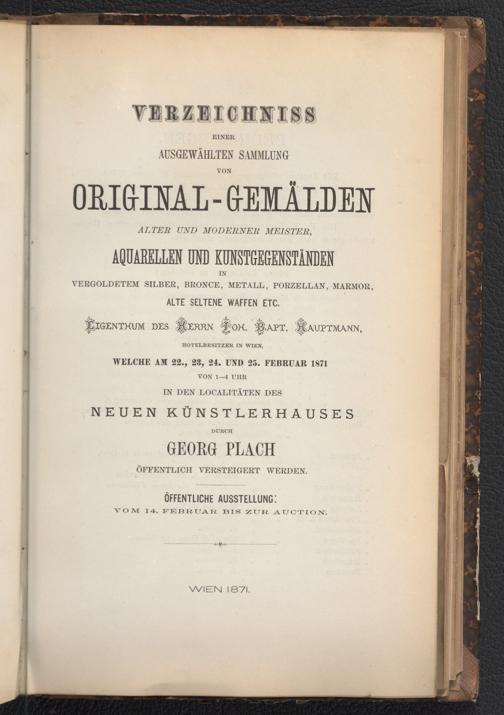 VERZEICHNISS
EINER
AUSGEWÄHLTEN SAMMLUNG
VON
ORIGINAL-GEMÄLDEN
ALTER UND MODERNER MEISTER,
AQUARELLEN UND KUNSTGEGENSTÄNDEN
IN
VERGOLDETEM SILBER, BRONCE, METALL, PORZELLAN, MARMOR,
ALTE SELTENE WAFFEN ETC.
EIGENTHUM DES HERRN JOH. BAPT. HAUPTMANN,
HOTELBESITZER IN WIEN,
WELCHE AM 22., 23, 24. UND 25. FEBRUAR 1871
VON 1—4 UHR
IN DEN LOCALITÄTEN DES
NEUEN KÜNSTLERHAUSES
DURCH
GEORG PLACH
ÖFFENTLICH VERSTEIGERT WERDEN.
ÖFFENTLICHE AUSSTELLUNG:
VOM 14. FEBRUAR BIS ZUR AUCTION.
WIEN 1871.